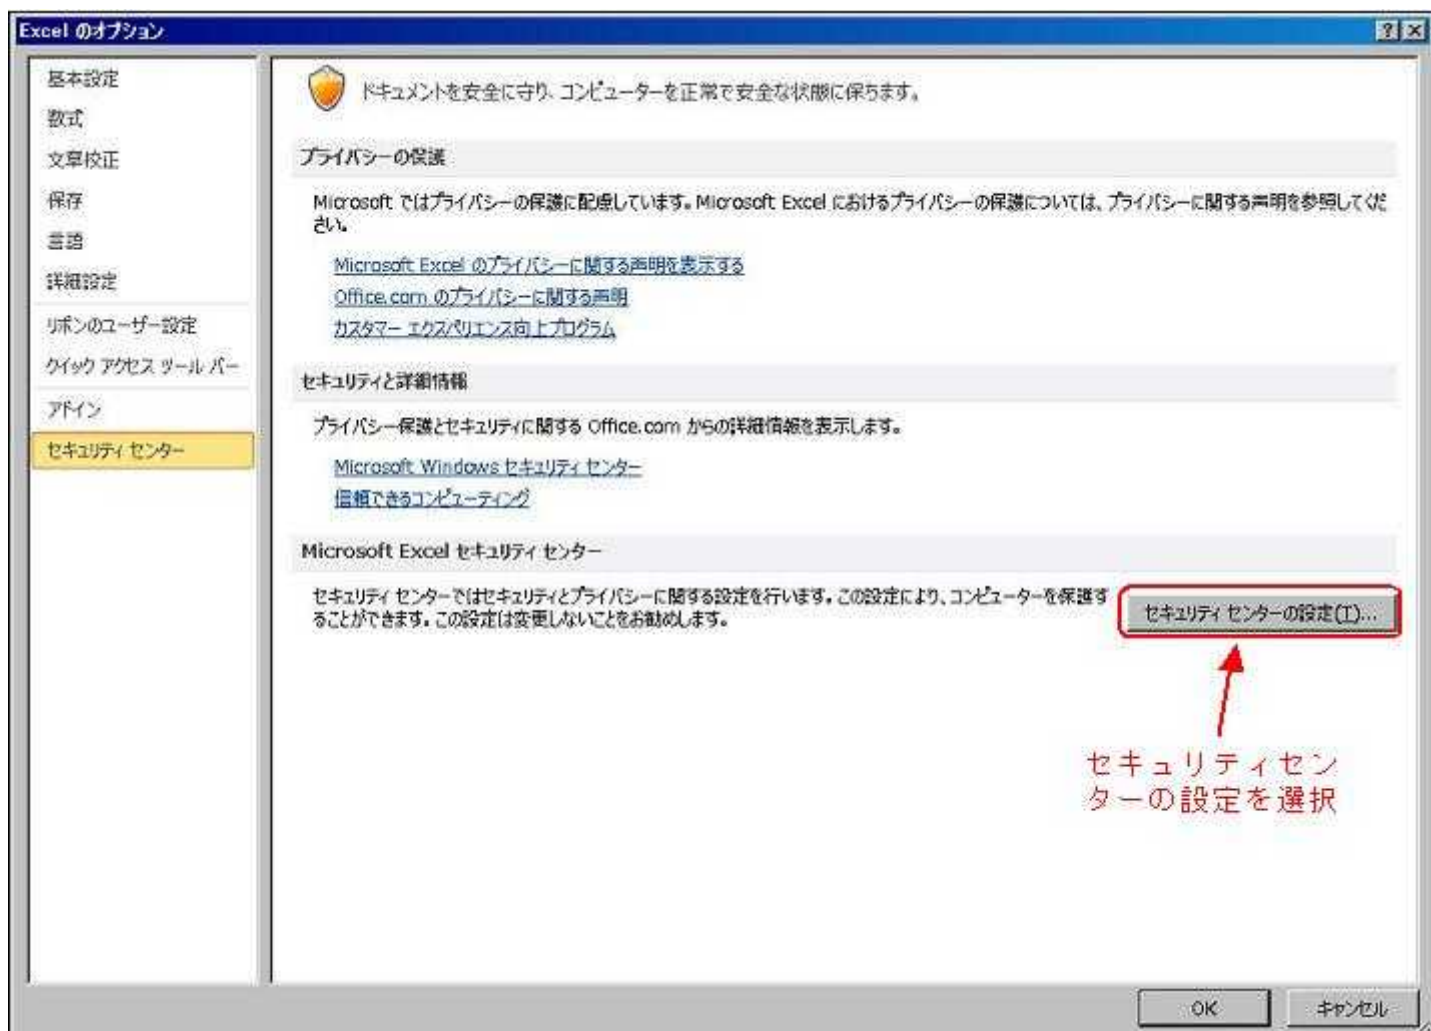 Excel のオプション
基本設定
数式
文章校正
保存
言語
詳細設定
リボンのユーザー設定
クイック アクセス ツール バー
アドイン
セキュリティ センター
ドキュメントを安全に守り、コンピューターを正常で安全な状態に保ちます。
プライバシーの保護
Microsoft ではプライバシーの保護に配慮しています。Microsoft Excel におけるプライバシーの保護については、プライバシーに関する声明を参照してくだ
さい。
Microsoft Excel のプライバシーに関する声明を表示する
Office.com のプライバシーに関する声明
カスタマー エクスペリエンス向上プログラム
セキュリティと詳細情報
プライバシー保護とセキュリティに関する Office.com からの詳細情報を表示します。
Microsoft Windows セキュリティ センター
信頼できるコンピューティング
Microsoft Excel セキュリティ センター
セキュリティ センターではセキュリティとプライバシーに関する設定を行います。この設定により、コンピューターを保護す
ることができます。この設定は変更しないことをお勧めします。
セキュリティ センターの設定(T)...
セキュリティセン
ターの設定を選択
OK
キャンセル